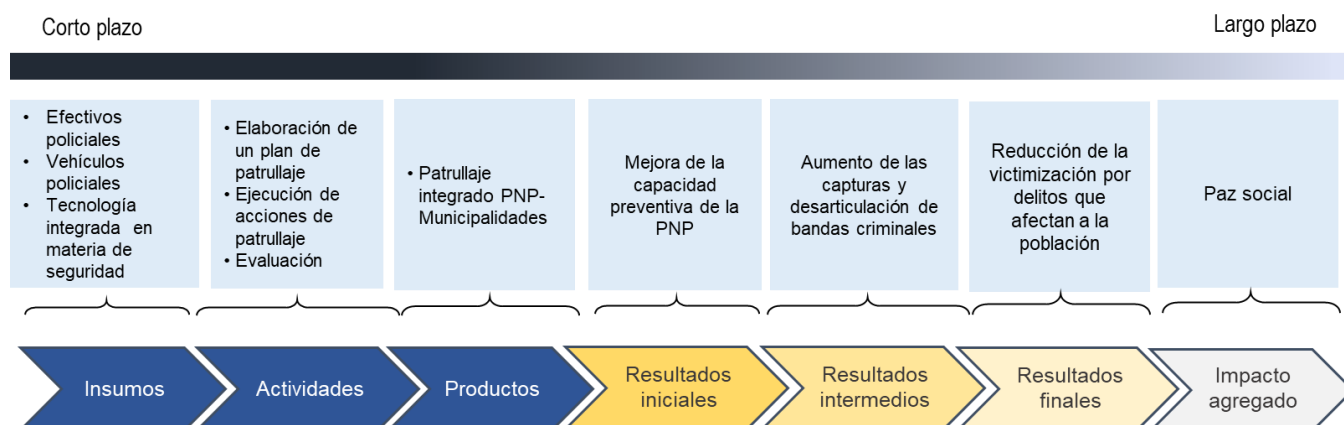 Corto plazo
Largo plazo
• Efectivos
policiales
• Vehículos
policiales
• Tecnología
integrada en
materia de
seguridad
• Elaboración de
un plan de
patrullaje
• Ejecución de
acciones de
patrullaje
• Evaluación
• Patrullaje
integrado PNP-
Municipalidades
Mejora de la
capacidad
preventiva de la
PNP
Aumento de las
capturas y
desarticulación de
bandas criminales
Reducción de la
victimización por
delitos que
afectan a la
población
Paz social
Insumos
Actividades
Productos
Resultados
iniciales
Resultados
intermedios
Resultados
finales
Impacto
agregado